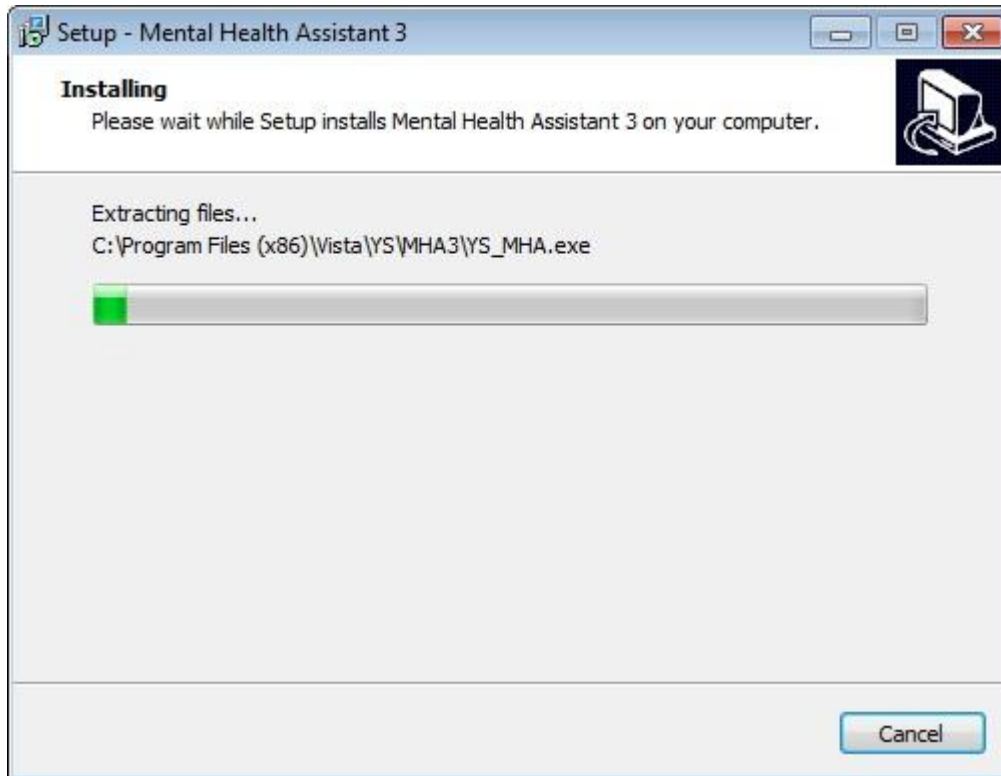 Setup - Mental Health Assistant 3
Installing
Please wait while Setup installs Mental Health Assistant 3 on your computer.
Extracting files...
C:\Program Files (x86)\Vista\YS\MHA3\YS_MHA.exe
Cancel